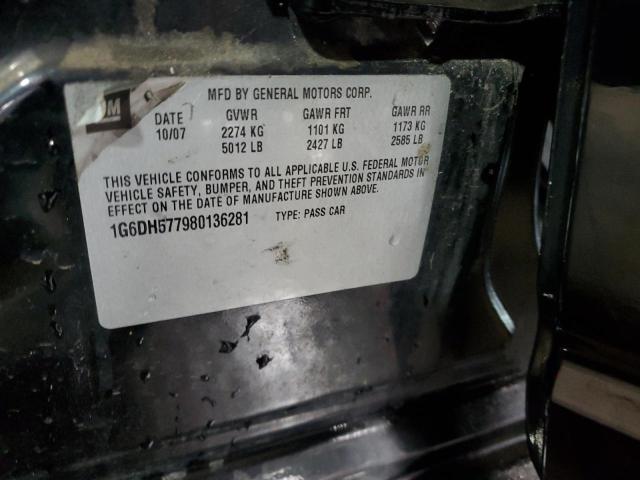 GM
MFD BY GENERAL MOTORS CORP.
DATE GVWR GAWR FRT GAWR RR
10/07 2274 KG 1101 KG 1173 KG
5012 LB 2427 LB 2585 LB
THIS VEHICLE CONFORMS TO ALL APPLICABLE U.S. FEDERAL MOTOR
VEHICLE SAFETY, BUMPER, AND THEFT PREVENTION STANDARDS IN
EFFECT ON THE DATE OF MANUFACTURE SHOWN ABOVE.
1G6DH577980136281 TYPE: PASS CAR